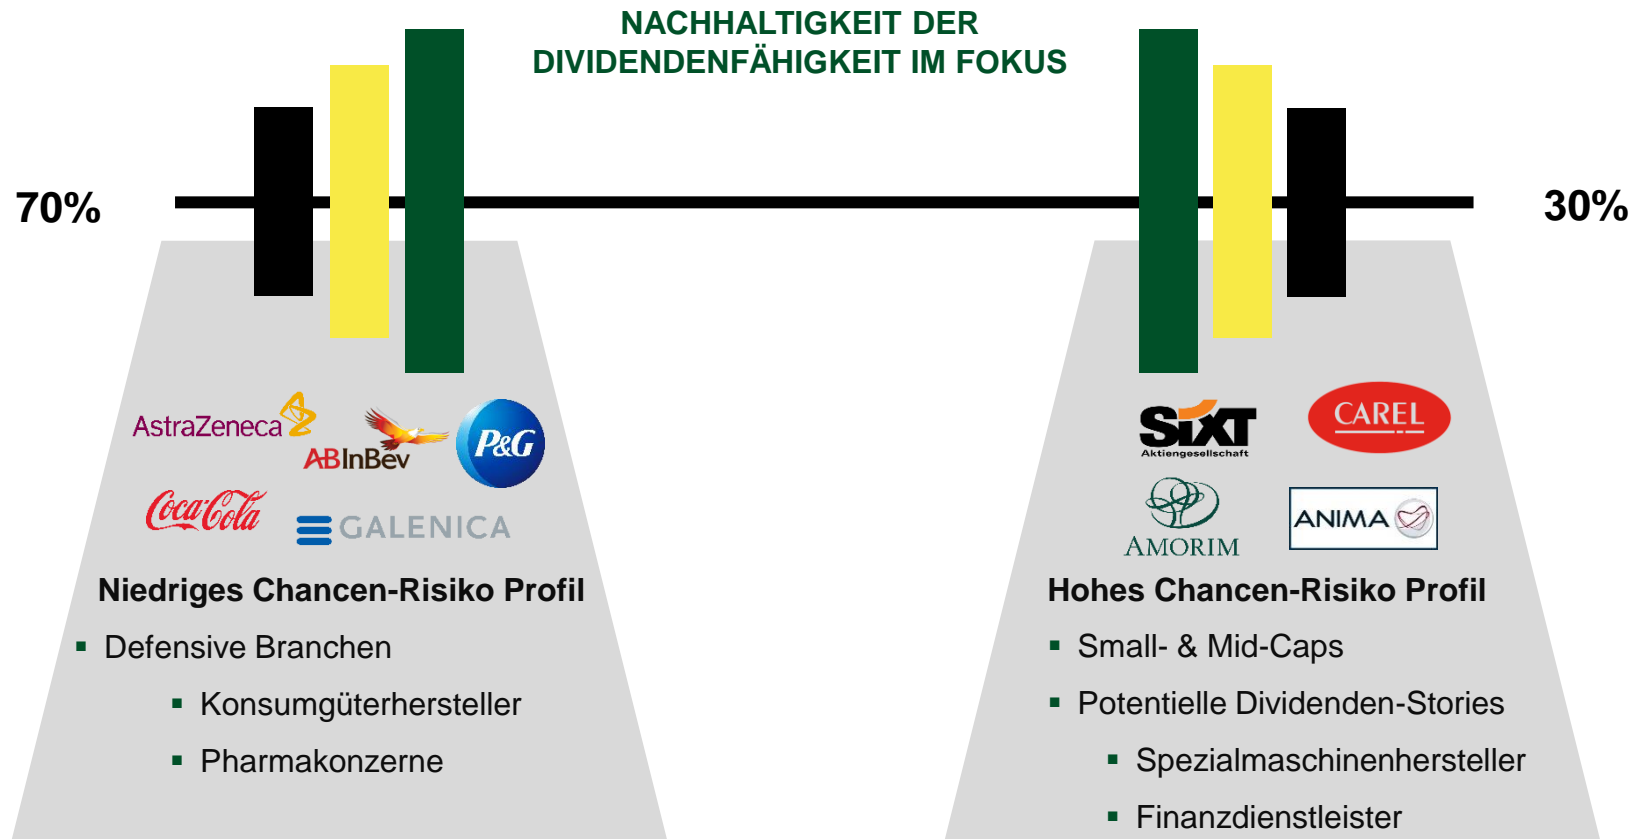 NACHHALTIGKEIT DER
DIVIDENDENFÄHIGKEIT IM FOKUS
70%
30%
AstraZeneca
ABInBev
P&G
Coca-Cola
GALENICA
Niedriges Chancen-Risiko Profil
Defensive Branchen
Konsumgüterhersteller
Pharmakonzerne
SIXT
Aktiengesellschaft
CAREL
AMORIM
ANIMA
Hohes Chancen-Risiko Profil
Small- & Mid-Caps
Potentielle Dividenden-Stories
Spezialmaschinenhersteller
Finanzdienstleister